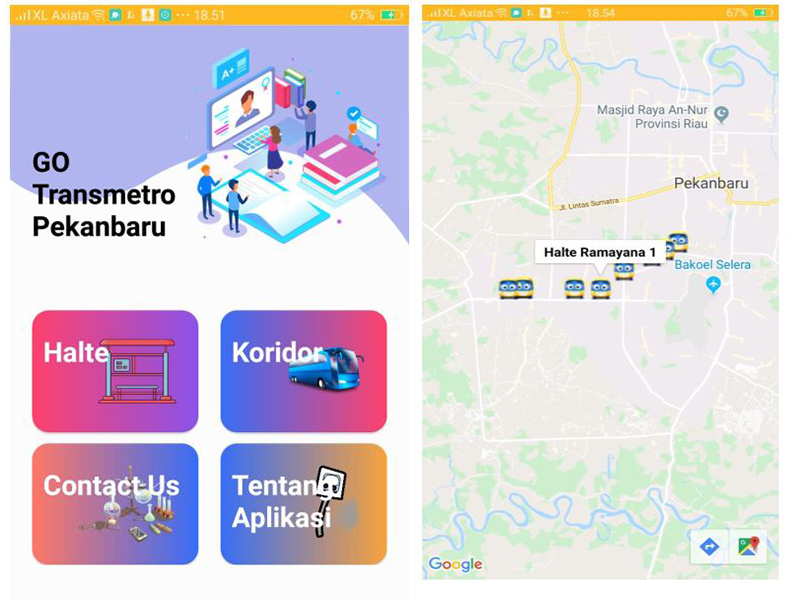 XL Axiata
18.51
67%
A+
GO
Transmetro
Pekanbaru
Halte
Koridor
Contact Us
Tentang
Aplikasi
XL Axiata
18.54
67%
Masjid Raya An-Nur
Provinsi Riau
Pekanbaru
Jl. Lintas Sumatra
Halte Ramayana 1
Bakoel Selera
Google